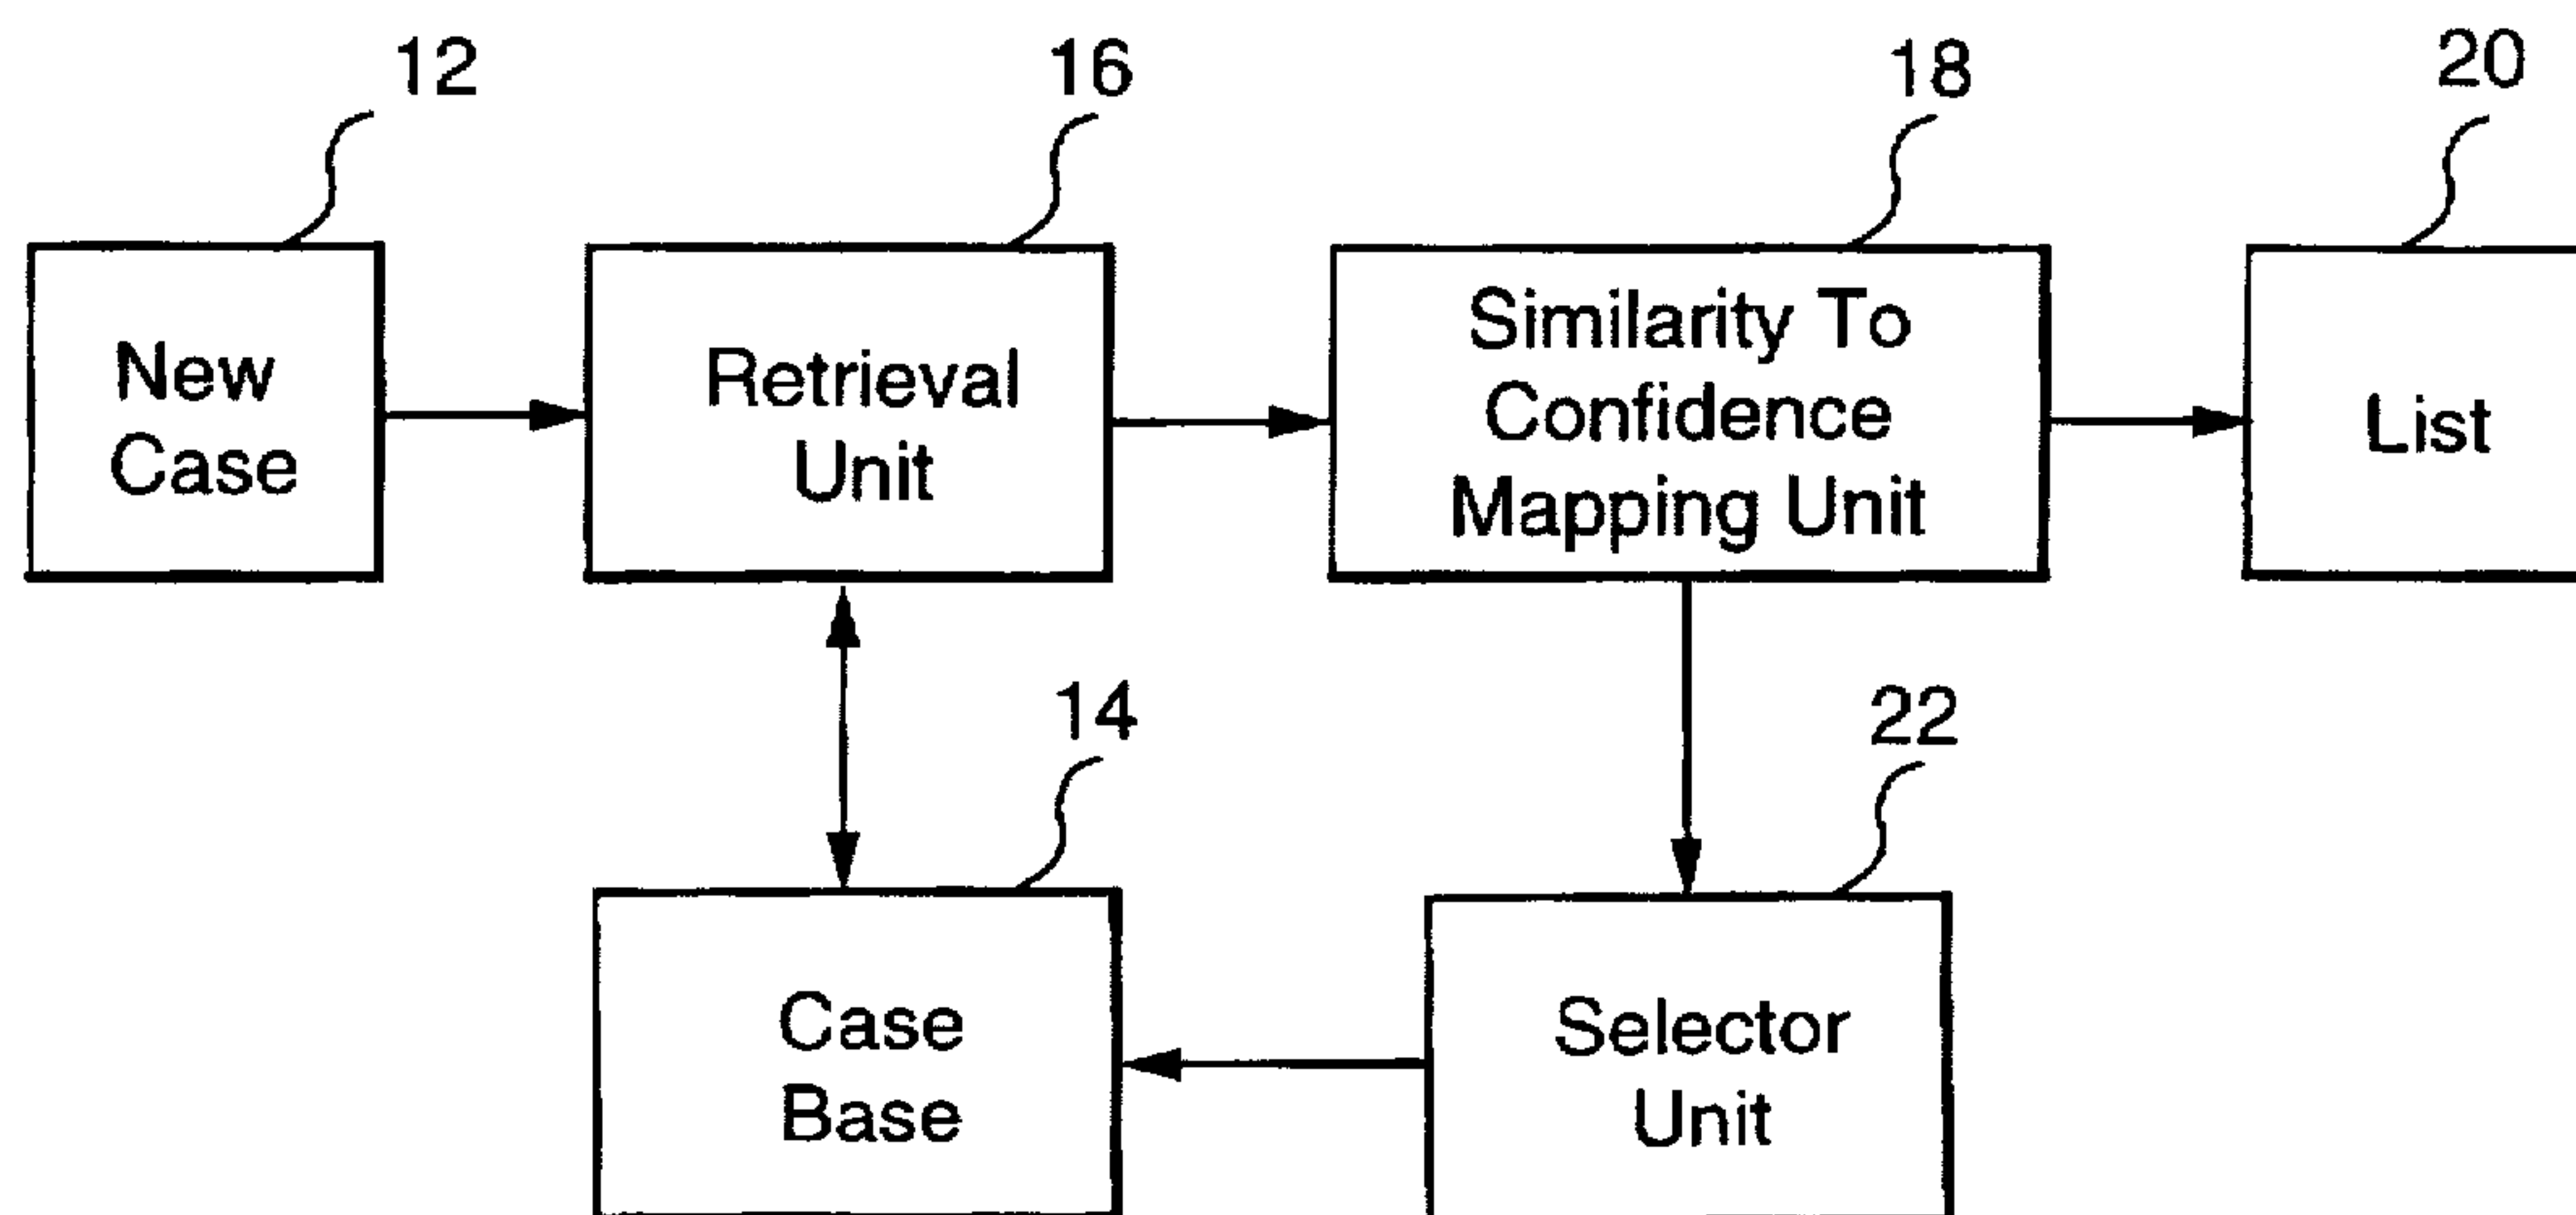 12
16
18
20
New
Case
Retrieval
Unit
Similarity To
Confidence
Mapping Unit
List
14
22
Case
Base
Selector
Unit